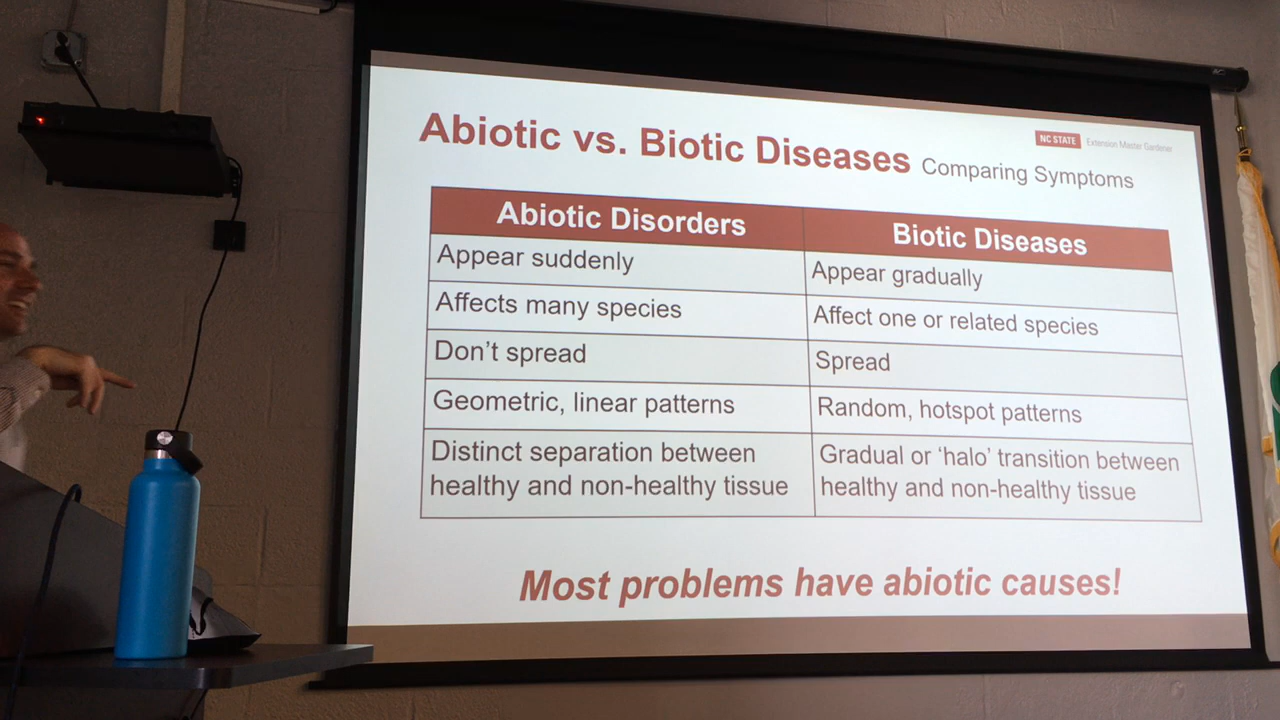 Abiotic vs. Biotic Diseases Comparing Symptoms
NC STATE Extension Master Gardener
Abiotic Disorders
Biotic Diseases
Appear suddenly
Appear gradually
Affects many species
Affect one or related species
Don't spread
Spread
Geometric, linear patterns
Random, hotspot patterns
Distinct separation between
healthy and non-healthy tissue
Gradual or 'halo' transition between
healthy and non-healthy tissue
Most problems have abiotic causes!